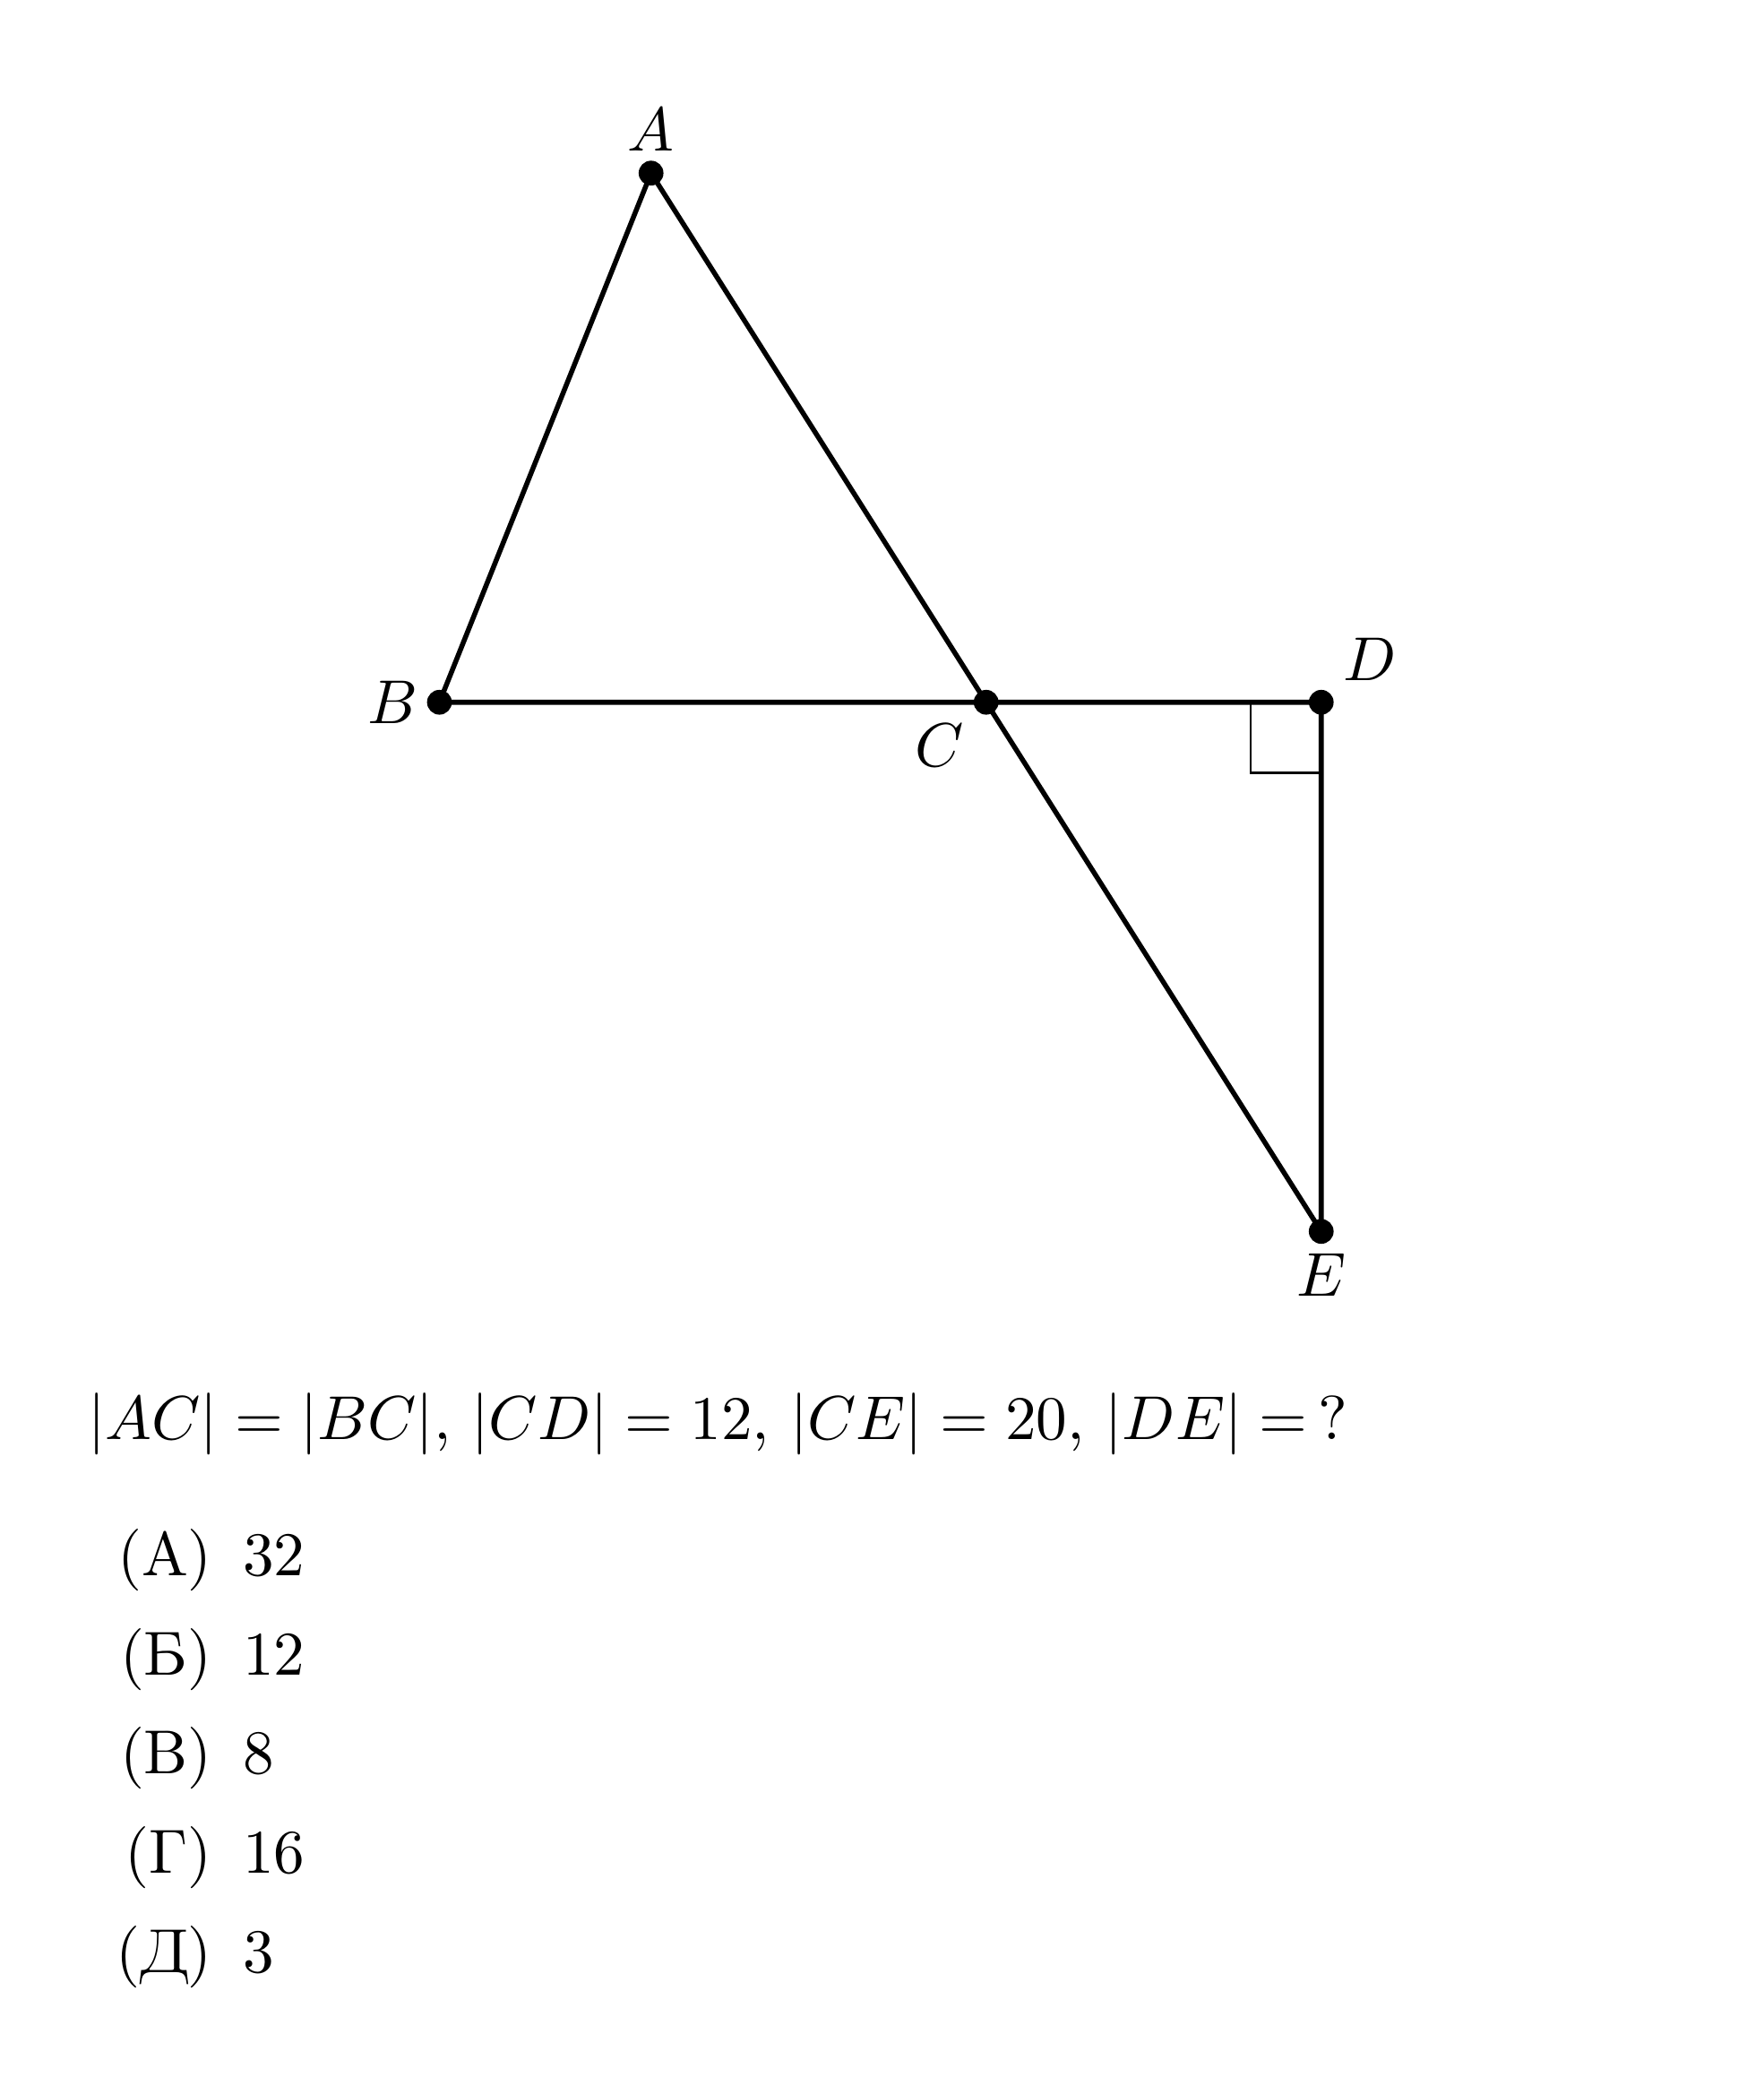 A
B
C
D
E
|AC| = |BC|, |CD| = 12, |CE| = 20, |DE| = ?
(А) 32
(Б) 12
(В) 8
(Г) 16
(Д) 3